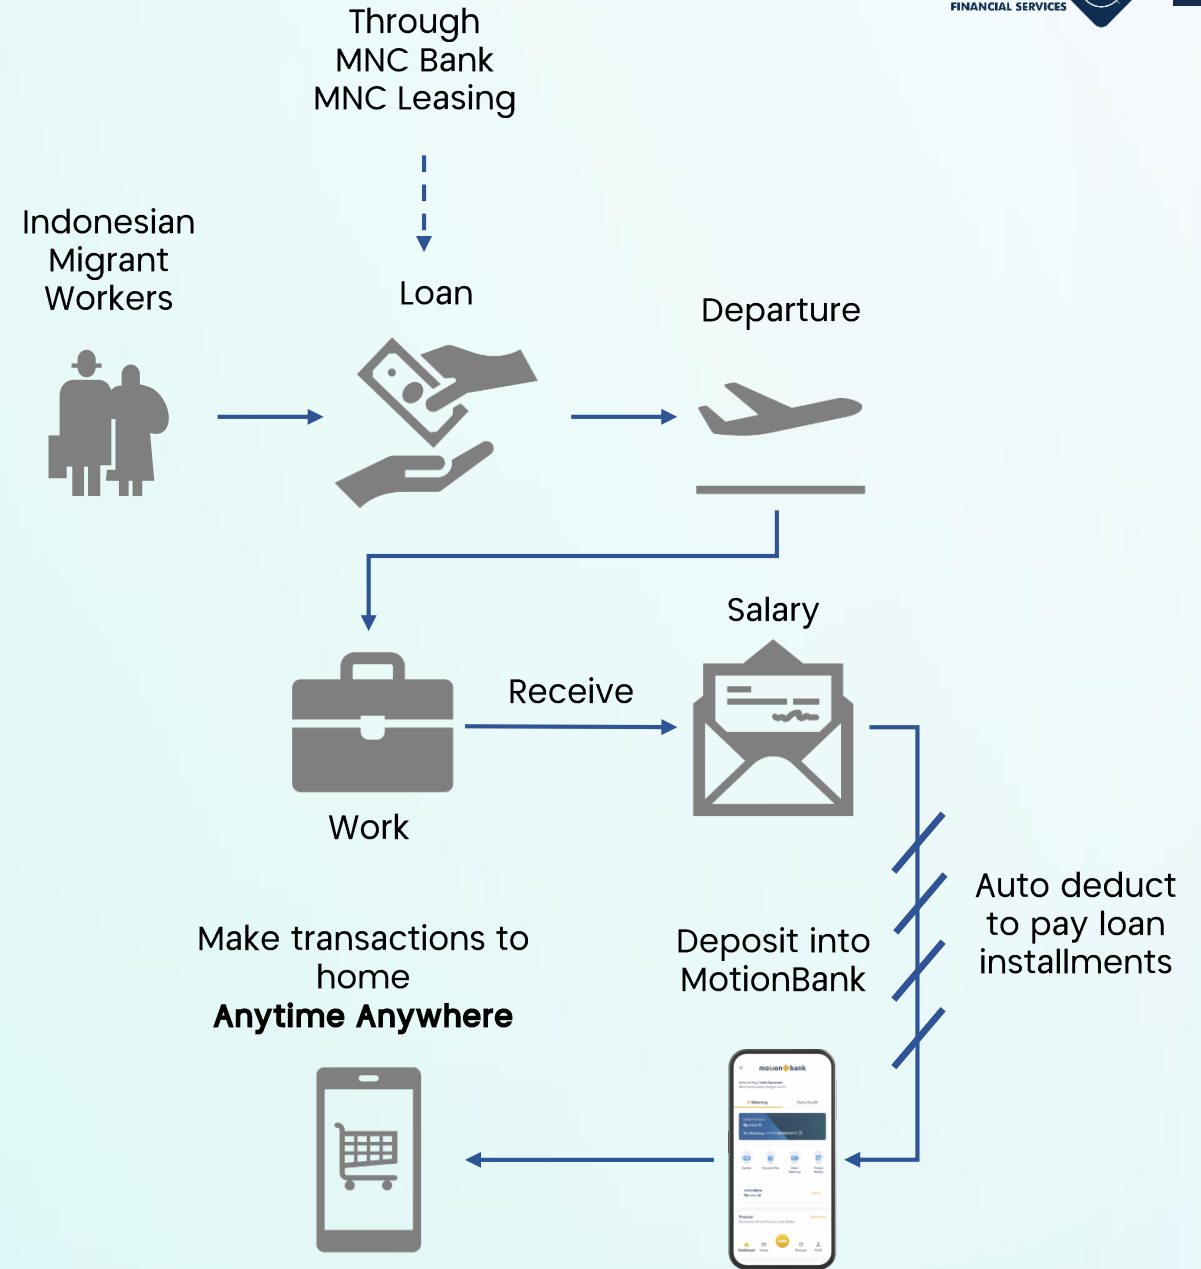 FINANCIAL SERVICES
Through
MNC Bank
MNC Leasing
Indonesian
Migrant
Workers
Loan
Departure
Salary
Receive
Work
Auto deduct
to pay loan
installments
Make transactions to
home
Anytime Anywhere
Deposit into
MotionBank
motion bank